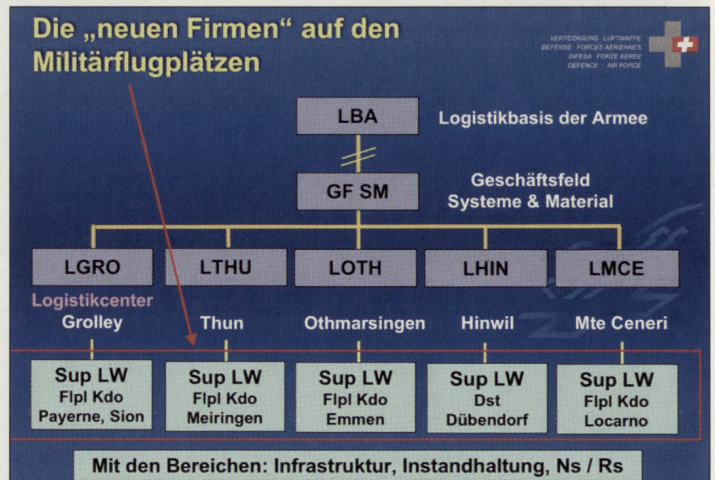 Die „neuen Firmen“ auf den
Militärflugplätzen
VERTEIDIGUNG · LUFTWAFFE
DEFENSE · FORCES AERIENNES
DIFESA · FORZE AEREE
DEFENCE · AIR FORCE
LBA
Logistikbasis der Armee
GF SM
Geschäftsfeld
Systeme & Material
LGRO
LTHU
LOTH
LHIN
LMCE
Logistikcenter
Grolley
Thun
Othmarsingen
Hinwil
Mte Ceneri
Sup LW
Flpl Kdo
Payerne, Sion
Sup LW
Flpl Kdo
Meiringen
Sup LW
Flpl Kdo
Emmen
Sup LW
Dst
Dübendorf
Sup LW
Flpl Kdo
Locarno
Mit den Bereichen: Infrastruktur, Instandhaltung, Ns / Rs